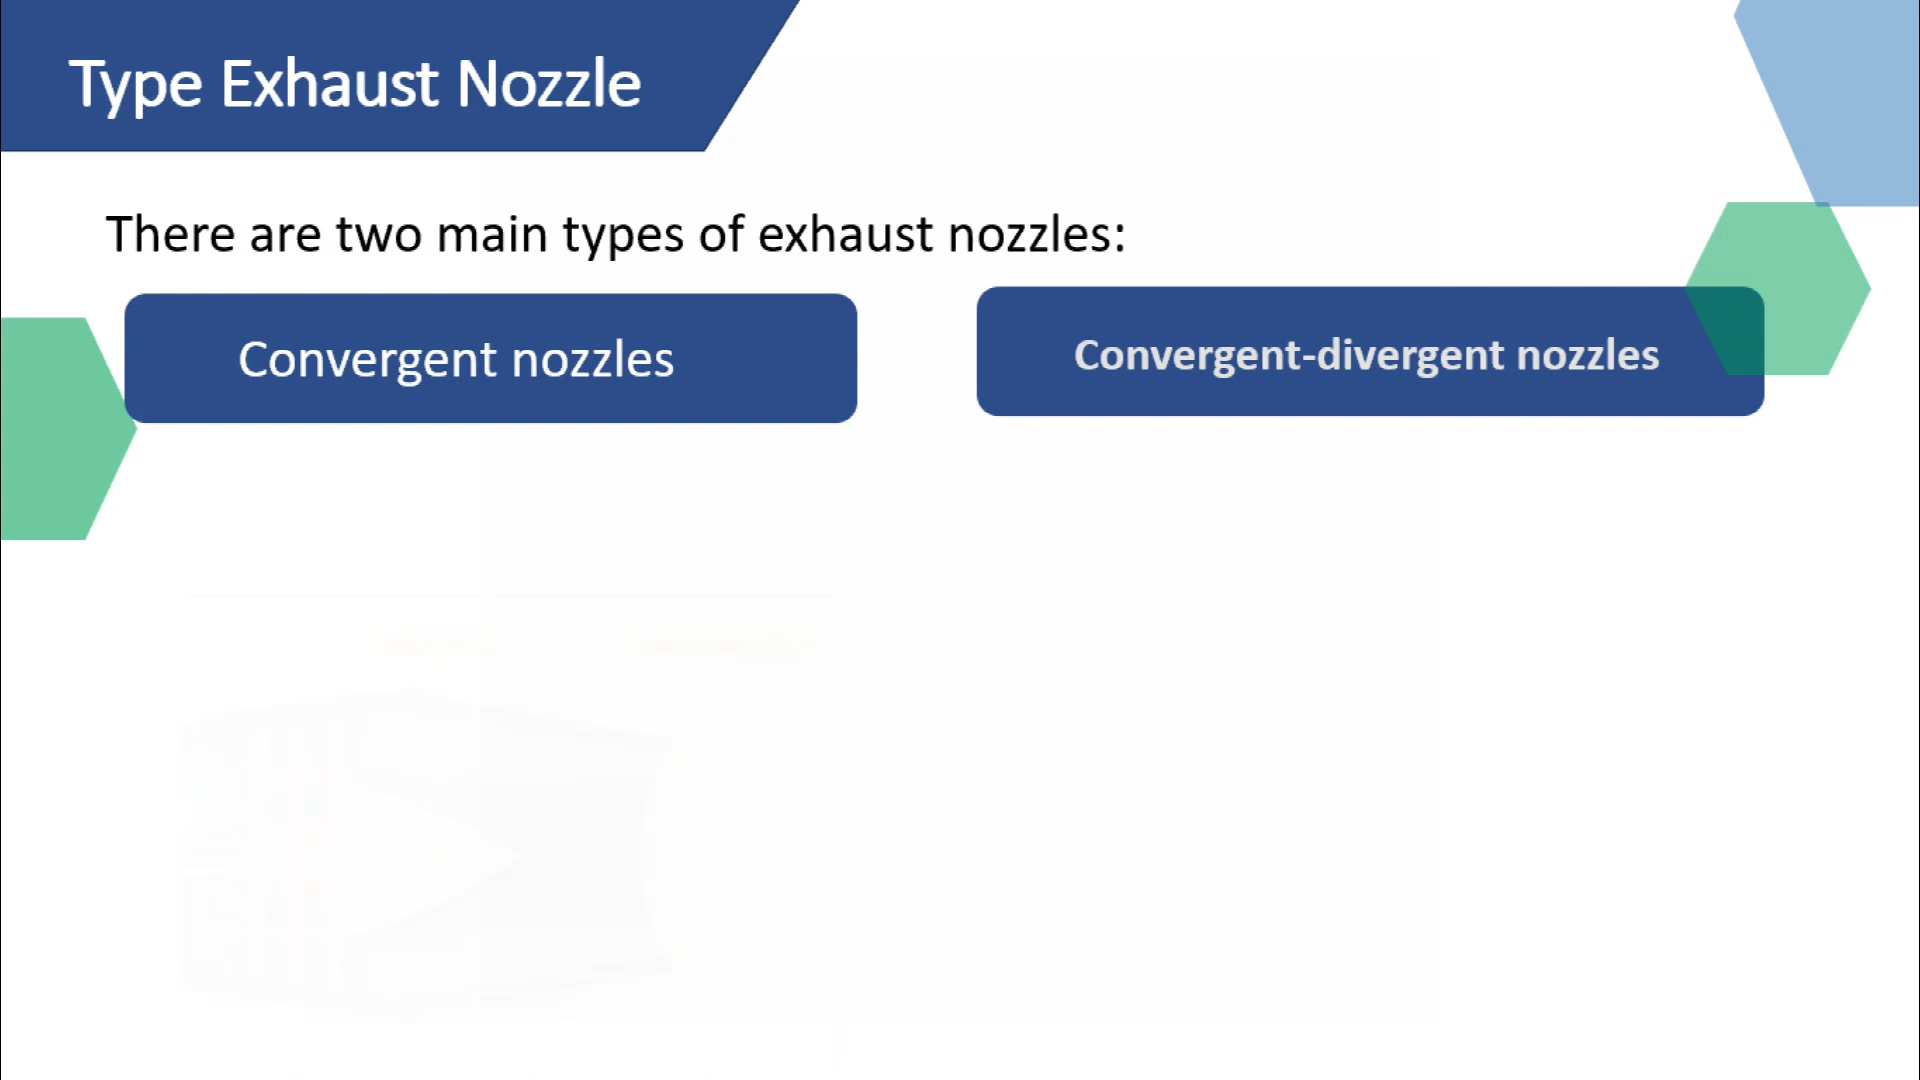 Type Exhaust Nozzle
There are two main types of exhaust nozzles:
Convergent nozzles
Convergent-divergent nozzles